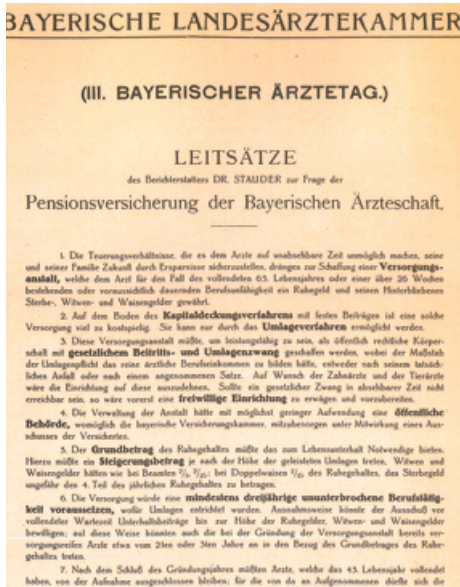 BAYERISCHE LANDESÄRZTEKAMMER
(III. BAYERISCHER ÄRZTETAG.)
LEITSÄTZE
des Berichterstatters DR. STAUDER zur Frage der
Pensionsversicherung der Bayerischen Ärzteschaft.
1. Die Teuerungsverhältnisse, die es dem Arzte auf unabsehbare Zeit unmöglich machen, seine
und seiner Familie Zukunft durch Ersparnisse sicherzustellen, drängen zur Schaffung einer Versorgungs-
anstalt, welche dem Arzt für den Fall des vollendeten 65. Lebensjahres oder einer über 26 Wochen
bestehenden oder voraussichtlich dauernden Berufsunfähigkeit ein Ruhegeld und seinen Hinterbliebenen
Sterbe-, Witwen- und Waisengelder gewährt.
2. Auf dem Boden des Kapitaldeckungsverfahrens mit festen Beiträgen ist eine solche
Versorgung viel zu kostspielig. Sie kann nur durch das Umlageverfahren ermöglicht werden.
3. Diese Versorgungsanstalt müßte, um leistungsfähig zu sein, als öffentlich rechtliche Körper-
schaft mit gesetzlichem Beitritts- und Umlagenzwang geschaffen werden, wobei der Maßstab
der Umlagenpflicht das reine ärztliche Berufseinkommen zu bilden hätte, entweder nach seinem tatsäch-
lichen Anfall oder nach einem angenommenen Satze. Auf Wunsch der Zahnärzte und der Tierärzte
wäre die Einrichtung auf diese auszudehnen. Sollte ein gesetzlicher Zwang in absehbarer Zeit nicht
erreichbar sein, so wäre vorerst eine freiwillige Einrichtung zu erwägen und vorzubereiten.
4. Die Verwaltung der Anstalt hätte mit möglichst geringer Aufwendung eine öffentliche
Behörde, womöglich die bayerische Versicherungskammer, mitzubesorgen unter Mitwirkung eines Aus-
schusses der Versicherten.
5. Der Grundbetrag des Ruhegehaltes müßte das zum Lebensunterhalt Notwendige bieten.
Hierzu müßte ein Steigerungsbetrag je nach der Höhe der geleisteten Umlagen treten. Witwen und
Waisengelder hätten wie bei Beamten bei Doppelwaisen des Ruhegehaltes, das Sterbegeld
ungefähr den 4. Teil des jährlichen Ruhegehaltes zu betragen.
6. Die Versorgung würde eine mindestens dreijährige ununterbrochene Berufsfähig-
keit voraussetzen, wofür Umlagen entrichtet wurden. Ausnahmsweise könnte der Ausschuß vor
vollendeter Wartezeit Unterhaltsbeiträge bis zur Höhe der Ruhegelder, Witwen- und Waisengelder
bewilligen; auf diese Weise könnten auch die bei der Gründung der Versorgungsanstalt bereits ver-
sorgungsreifen Ärzte etwa vom 2ten oder 3ten Jahre an in den Bezug des Grundbetrages des Ruhe-
gehaltes treten.
7. Nach dem Schluß des Gründungsjahres müßten Ärzte, welche das 45. Lebensjahr vollendet
haben, von der Aufnahme ausgeschlossen bleiben; für die von da an Aufgenommenen dürfte sich die